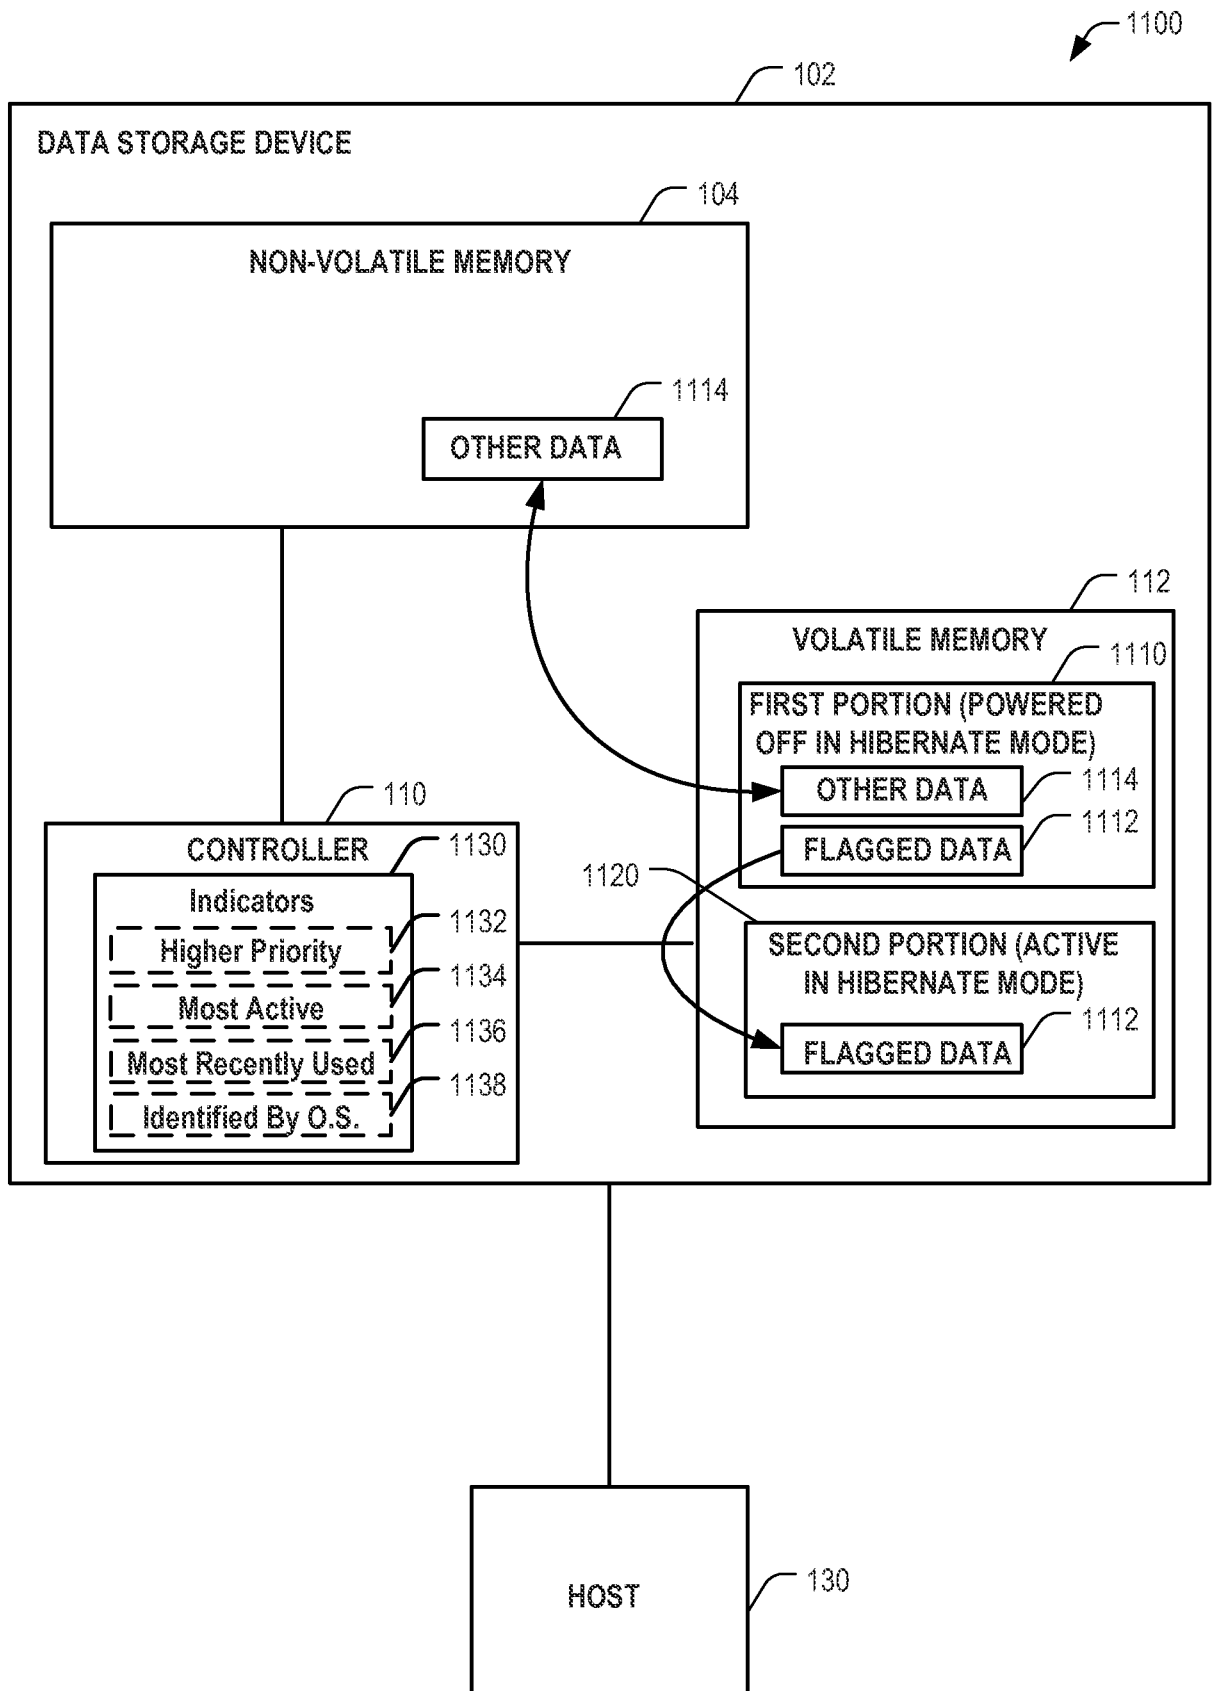 1100
102
DATA STORAGE DEVICE
104
NON-VOLATILE MEMORY
1114
OTHER DATA
112
VOLATILE MEMORY
1110
FIRST PORTION (POWERED
OFF IN HIBERNATE MODE)
OTHER DATA
1114
FLAGGED DATA
1112
1120
SECOND PORTION (ACTIVE
IN HIBERNATE MODE)
FLAGGED DATA
1112
110
CONTROLLER
1130
Indicators
1132
Higher Priority
1134
Most Active
1136
Most Recently Used
1138
Identified By O.S.
HOST
130